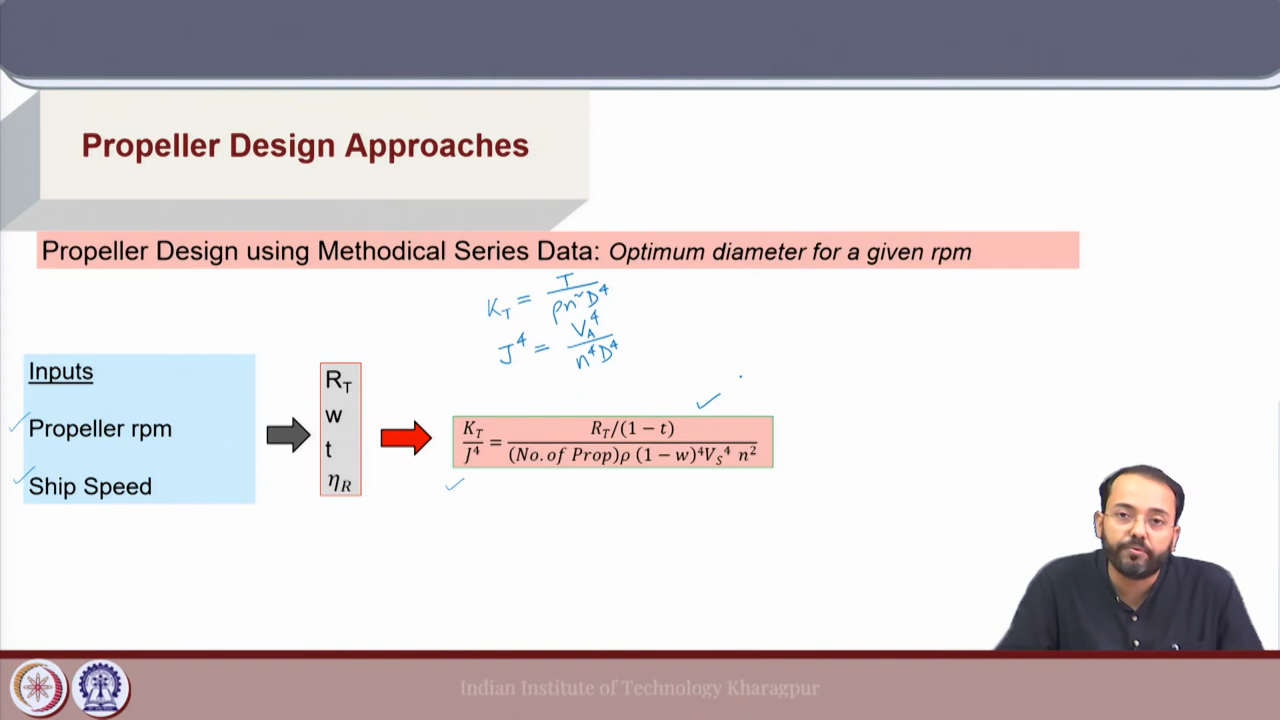 Propeller Design Approaches
Propeller Design using Methodical Series Data: Optimum diameter for a given rpm
K_T = T / ρn²D⁴
J⁴ = V_A⁴ / n⁴D⁴
Inputs
Propeller rpm
Ship Speed
R_T
w
t
η_R
K_T / J⁴ = R_T/(1 − t) / (No. of Prop)ρ (1 − w)⁴V_S⁴ n²
Indian Institute of Technology Kharagpur